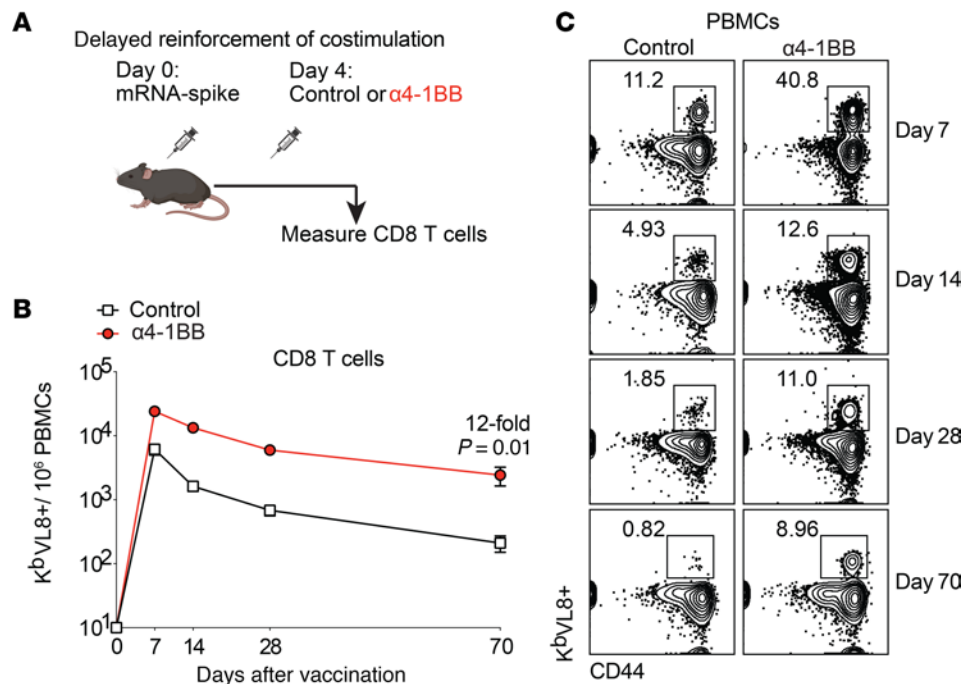 A
Delayed reinforcement of costimulation
Day 0:
mRNA-spike
Day 4:
Control or α4-1BB
Measure CD8 T cells
B
Control
α4-1BB
CD8 T cells
10⁵
10⁴
10³
10²
10¹
12-fold
P = 0.01
KᵇVL8+/ 10⁶ PBMCs
0 7 14 28 70
Days after vaccination
C
PBMCs
Control α4-1BB
11.2 40.8 Day 7
4.93 12.6 Day 14
1.85 11.0 Day 28
0.82 8.96 Day 70
KᵇVL8+
CD44